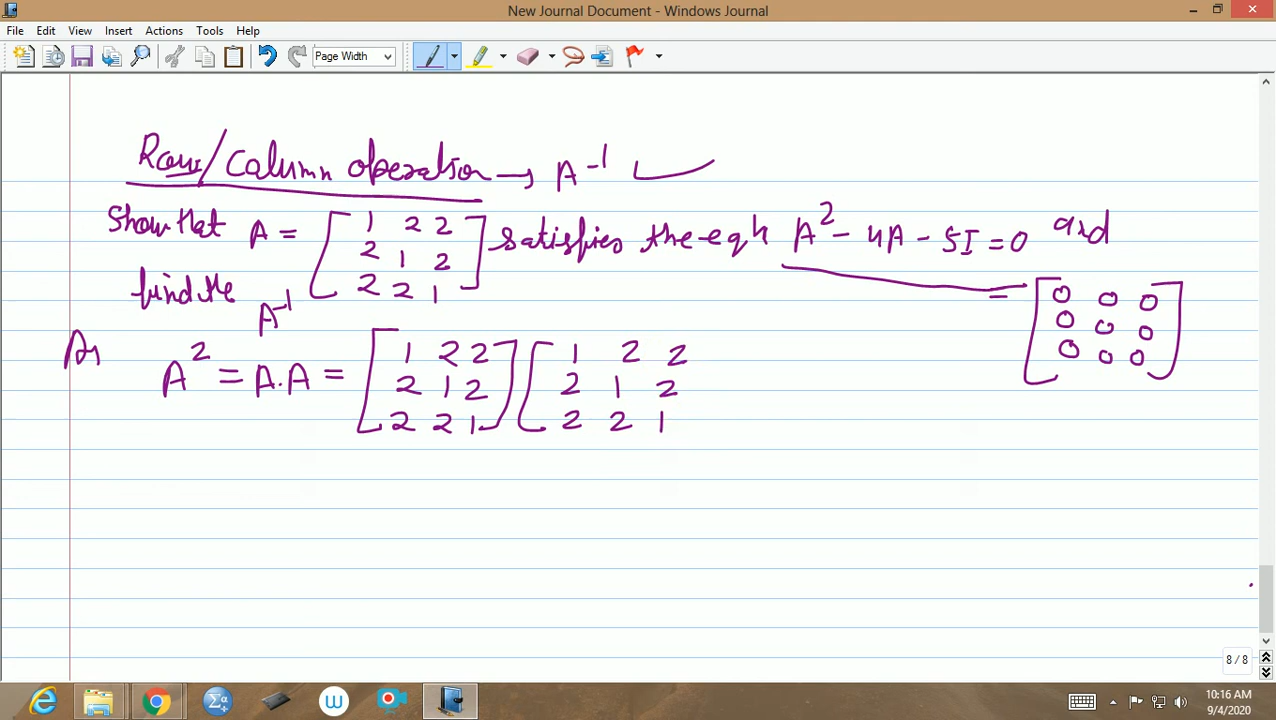 New Journal Document - Windows Journal
File Edit View Insert Actions Tools Help
Page Width
Row/Column operation → A⁻¹
Show that A = [1 2 2 satisfies the eqn A² - 4A - 5I = 0 and
2 1 2
2 2 1]
find the A⁻¹
= [0 0 0
0 0 0
0 0 0]
A² = A.A = [1 2 2 [1 2 2
2 1 2 2 1 2
2 2 1] 2 2 1
8 / 8
10:16 AM
9/4/2020